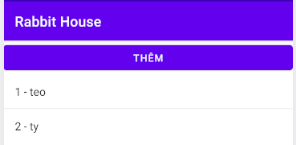 Rabbit House
THÊM
1 - teo
2 - ty